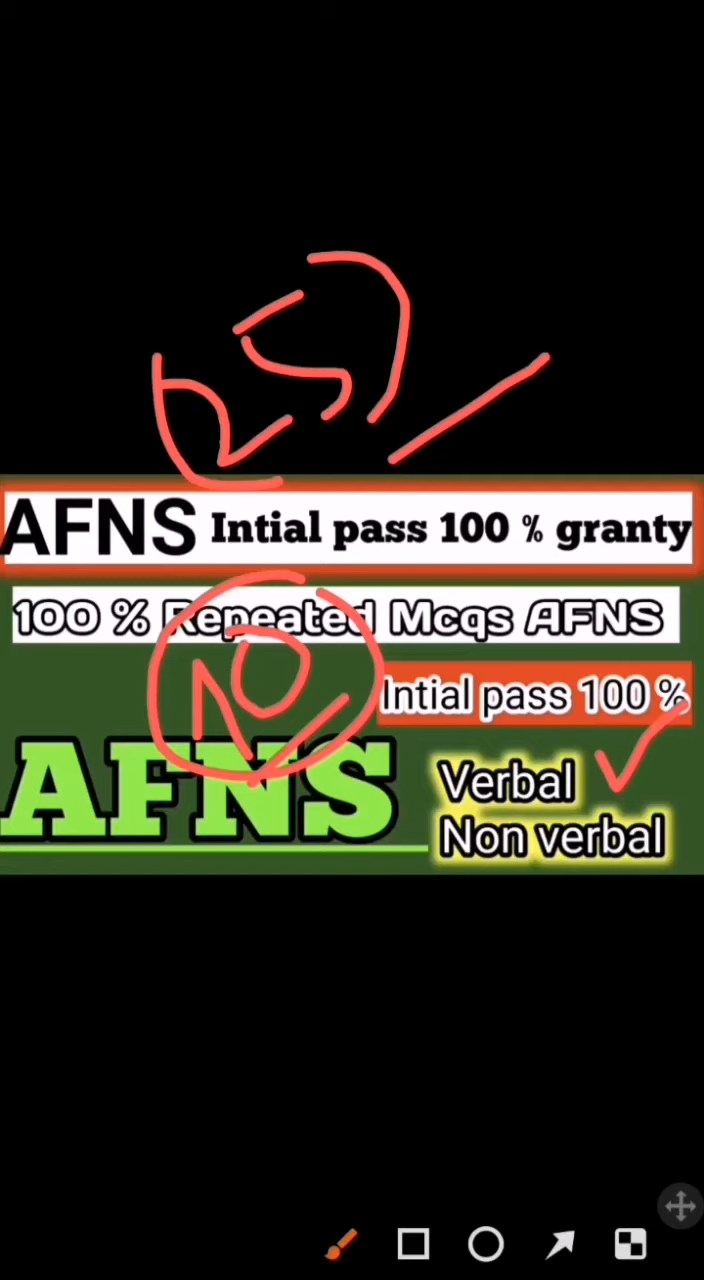 AFNS Intial pass 100 % granty
100 % Repeated Mcqs AFNS
Intial pass 100 %
AFNS
Verbal
Non verbal